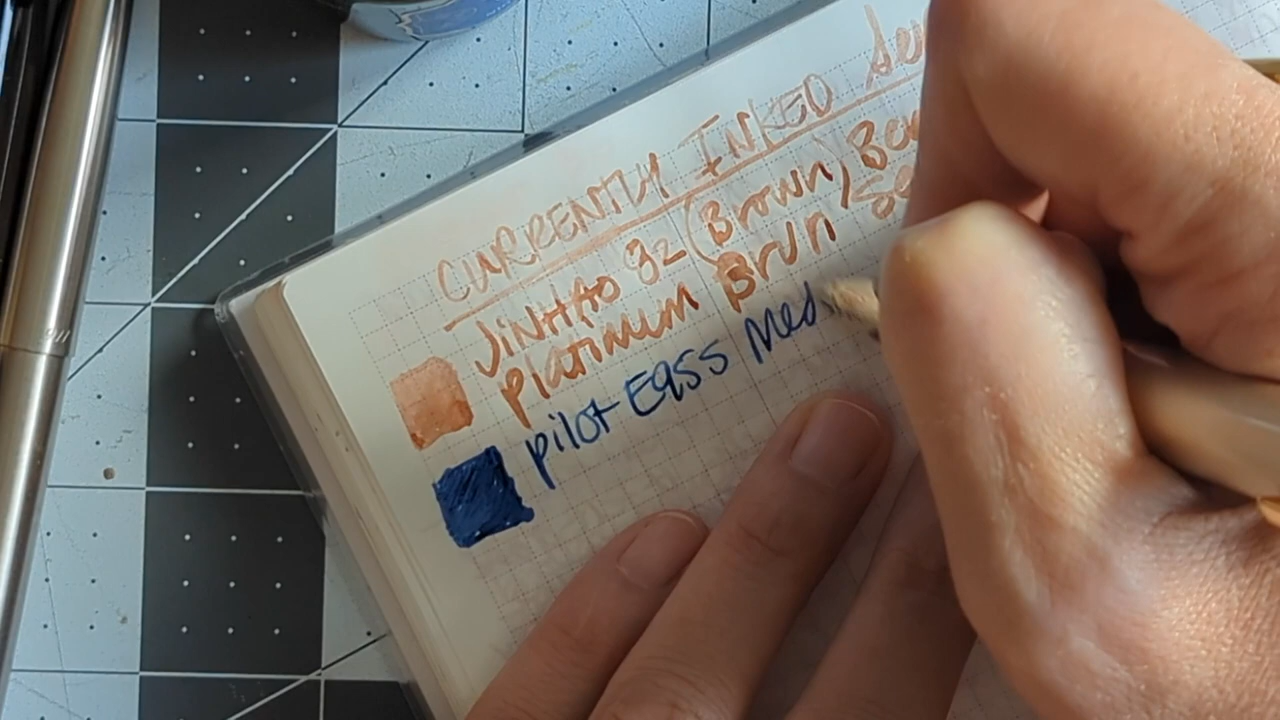 CURRENTLY INKED
JINHAO 82 (Brown)
Platinum Brun
pilot E95s Med